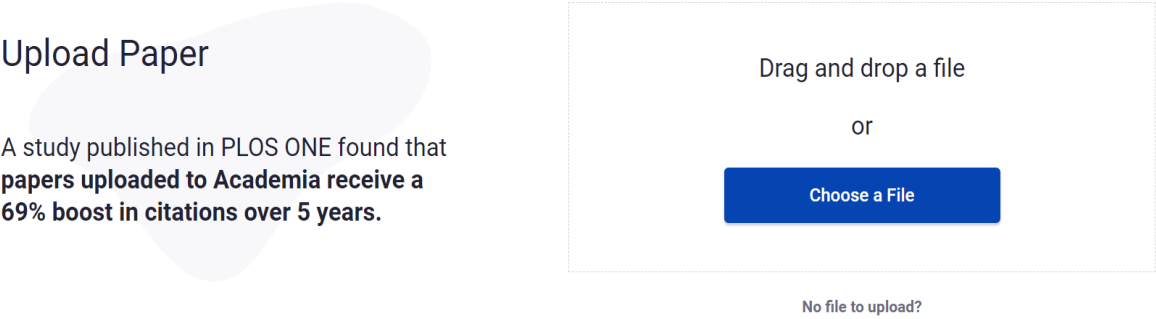 Upload Paper
A study published in PLOS ONE found that
papers uploaded to Academia receive a
69% boost in citations over 5 years.
Drag and drop a file
or
Choose a File
No file to upload?